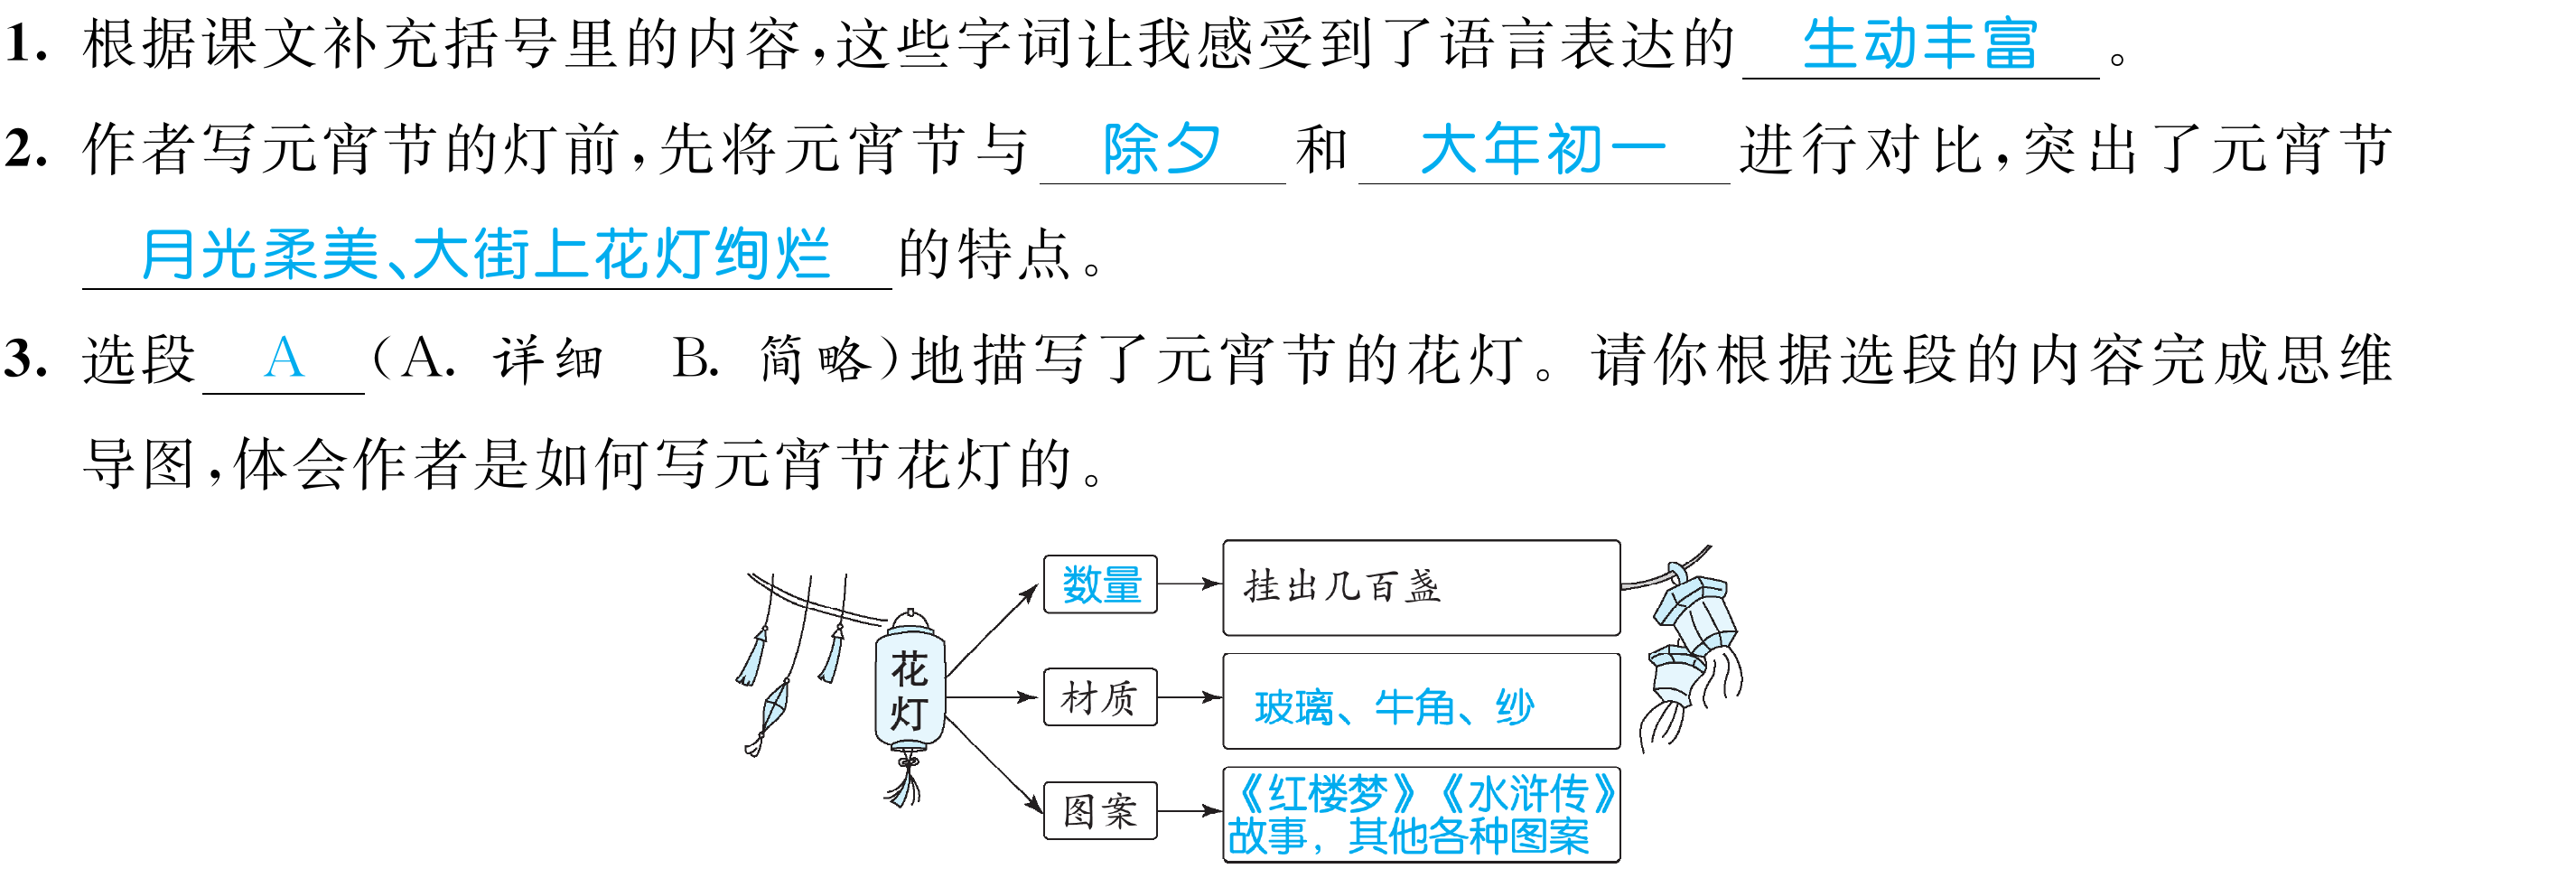 1. 根据课文补充括号里的内容,这些字词让我感受到了语言表达的 生动丰富 。
2. 作者写元宵节的灯前,先将元宵节与 除夕 和 大年初一 进行对比,突出了元宵节
月光柔美、大街上花灯绚烂 的特点。
3. 选段 A (A. 详细 B. 简略)地描写了元宵节的花灯。请你根据选段的内容完成思维
导图,体会作者是如何写元宵节花灯的。
花灯
数量 挂出几百盏
材质 玻璃、牛角、纱
图案 《红楼梦》《水浒传》
故事,其他各种图案